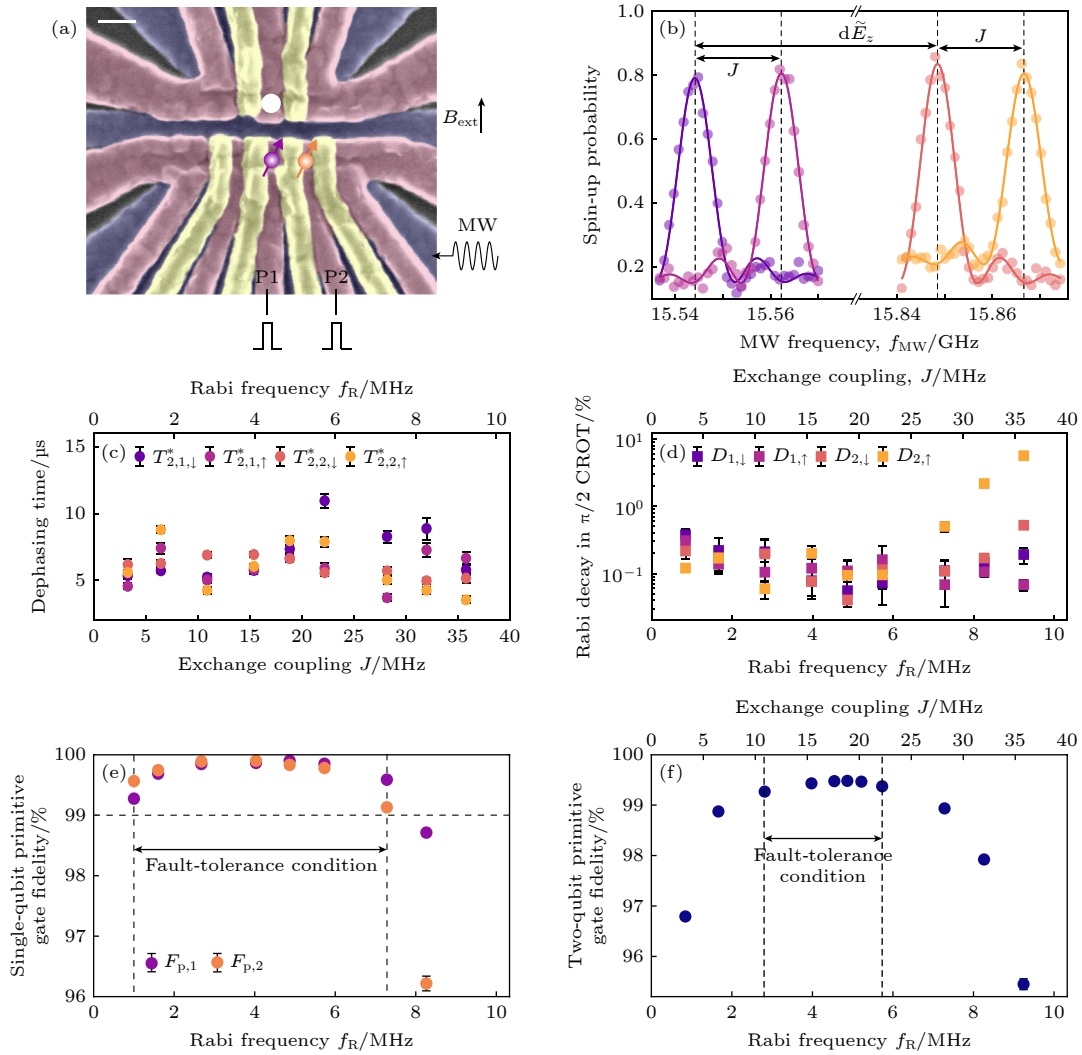 (a)
B_ext
MW
P1
P2
(b)
dẼ_z
J
J
Spin-up probability
1.0
0.8
0.6
0.4
0.2
15.54
15.56
15.84
15.86
MW frequency, f_MW/GHz
Rabi frequency f_R/MHz
0
2
4
6
8
10
(c)
T*_2,1,↓
T*_2,1,↑
T*_2,2,↓
T*_2,2,↑
Dephasing time/μs
15
10
5
0
5
10
15
20
25
30
35
40
Exchange coupling J/MHz
Exchange coupling, J/MHz
0
5
10
15
20
25
30
35
40
(d)
D_1,↓
D_1,↑
D_2,↓
D_2,↑
Rabi decay in π/2 CROT/%
10^1
10^0
10^−1
0
2
4
6
8
10
Rabi frequency f_R/MHz
(e)
Single-qubit primitive
gate fidelity/%
100
99
98
97
96
Fault-tolerance condition
F_p,1
F_p,2
0
2
4
6
8
10
Rabi frequency f_R/MHz
Exchange coupling J/MHz
0
5
10
15
20
25
30
35
40
(f)
Two-qubit primitive
gate fidelity/%
100
99
98
97
96
Fault-tolerance
condition
0
2
4
6
8
10
Rabi frequency f_R/MHz